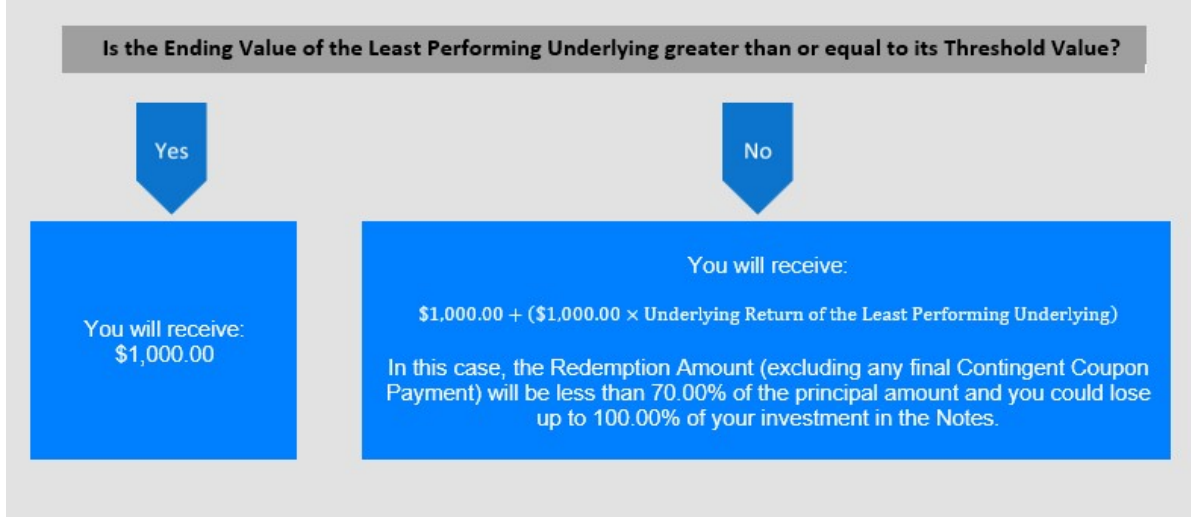 Is the Ending Value of the Least Performing Underlying greater than or equal to its Threshold Value?
Yes
No
You will receive:
$1,000.00
You will receive:
$1,000.00 + ($1,000.00 × Underlying Return of the Least Performing Underlying)
In this case, the Redemption Amount (excluding any final Contingent Coupon
Payment) will be less than 70.00% of the principal amount and you could lose
up to 100.00% of your investment in the Notes.